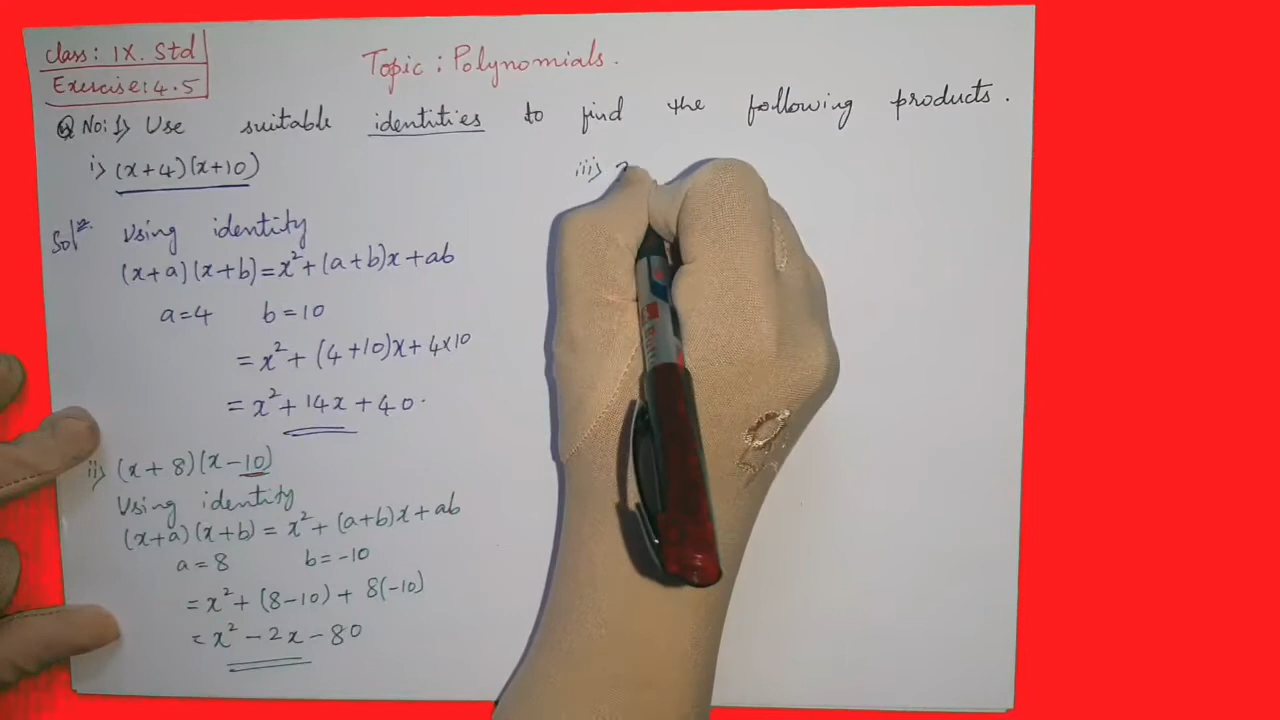 Class: IX. Std
Exercise: 4.5
Topic: Polynomials.
Q No: 1) Use suitable identities to find the following products.
i) (x+4)(x+10)
Sol^n. Using identity
(x+a)(x+b) = x² + (a+b)x + ab
a=4 b=10
= x² + (4+10)x + 4×10
= x² + 14x + 40.
ii) (x+8)(x-10)
Using identity
(x+a)(x+b) = x² + (a+b)x + ab
a=8 b=-10
= x² + (8-10) + 8(-10)
= x² - 2x - 80
iii)